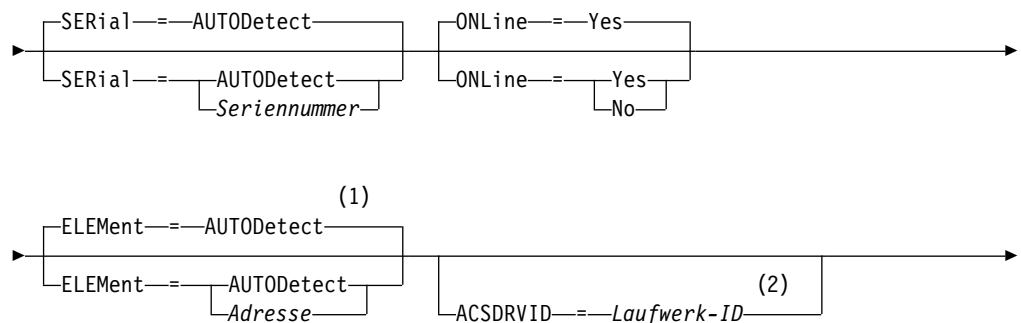 SERial = AUTODetect ONLine = Yes
SERial = AUTODetect ONLine = Yes
Seriennummer No
(1)
ELEMent = AUTODetect
ELEMent = AUTODetect (2)
Adresse ACSDRVID = Laufwerk-ID